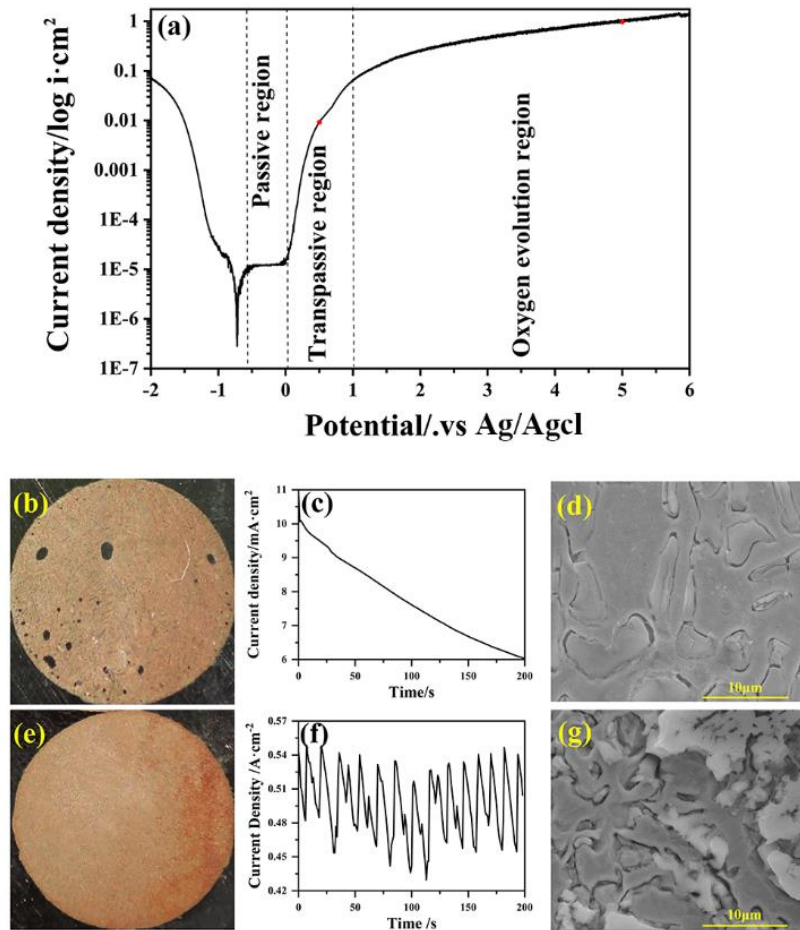 (a)
1
0.1
0.01
0.001
1E-4
1E-5
1E-6
1E-7
Current density/log i·cm²
Passive region
Transpassive region
Oxygen evolution region
-2 -1 0 1 2 3 4 5 6
Potential/.vs Ag/Agcl
(b)
(c)
11
10
9
8
7
6
Current density/mA·cm²
0 50 100 150 200
Time/s
(d)
10μm
(e)
(f)
0.57
0.54
0.51
0.48
0.45
0.42
Current Density /A·cm⁻²
0 50 100 150 200
Time /s
(g)
10μm